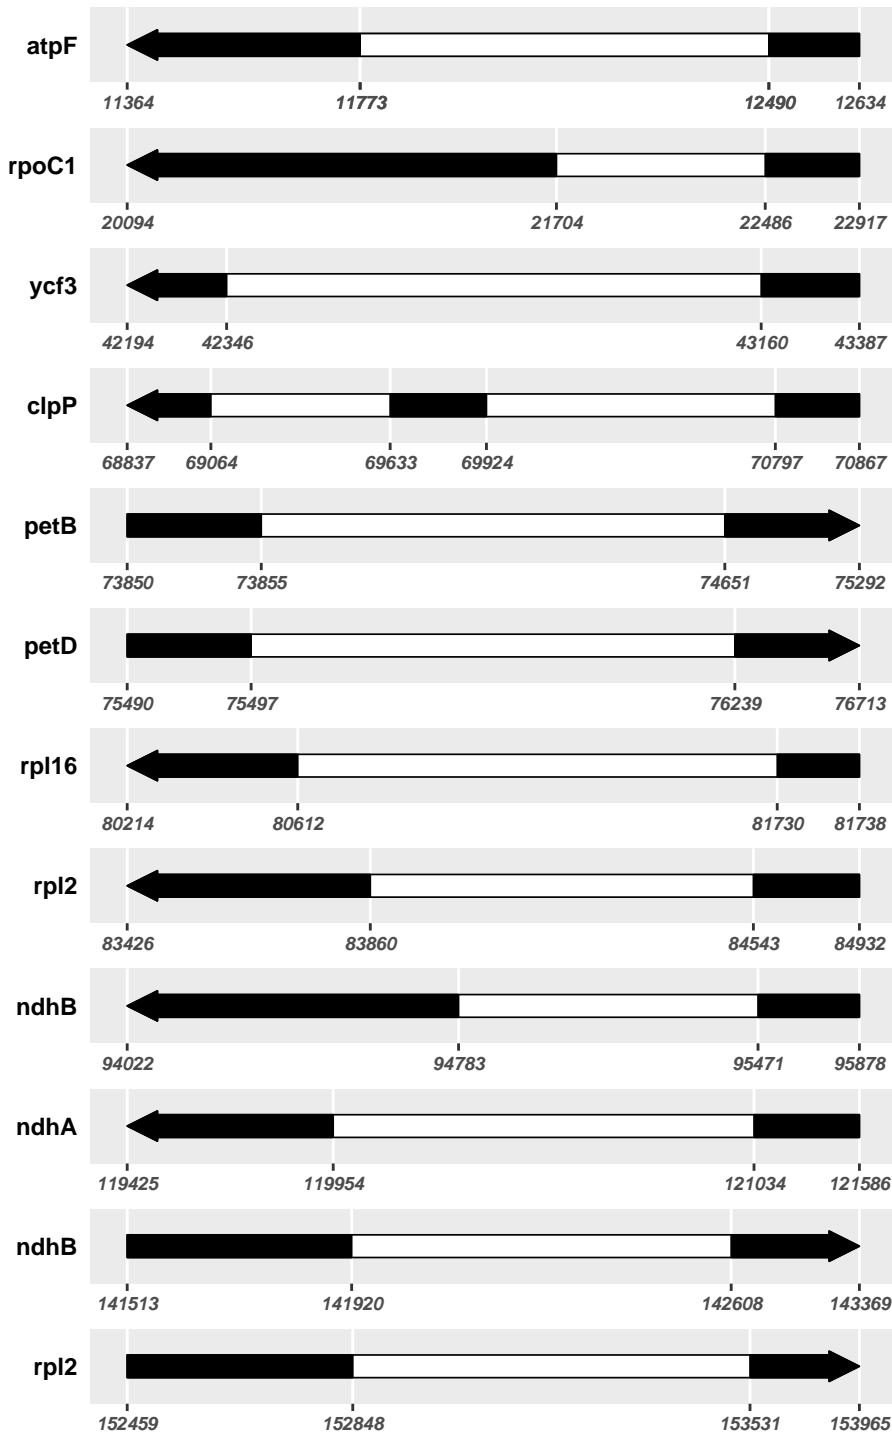 atpF
11364 11773 12490 12634
rpoC1
20094 21704 22486 22917
ycf3
42194 42346 43160 43387
clpP
68837 69064 69633 69924 70797 70867
petB
73850 73855 74651 75292
petD
75490 75497 76239 76713
rpl16
80214 80612 81730 81738
rpl2
83426 83860 84543 84932
ndhB
94022 94783 95471 95878
ndhA
119425 119954 121034 121586
ndhB
141513 141920 142608 143369
rpl2
152459 152848 153531 153965